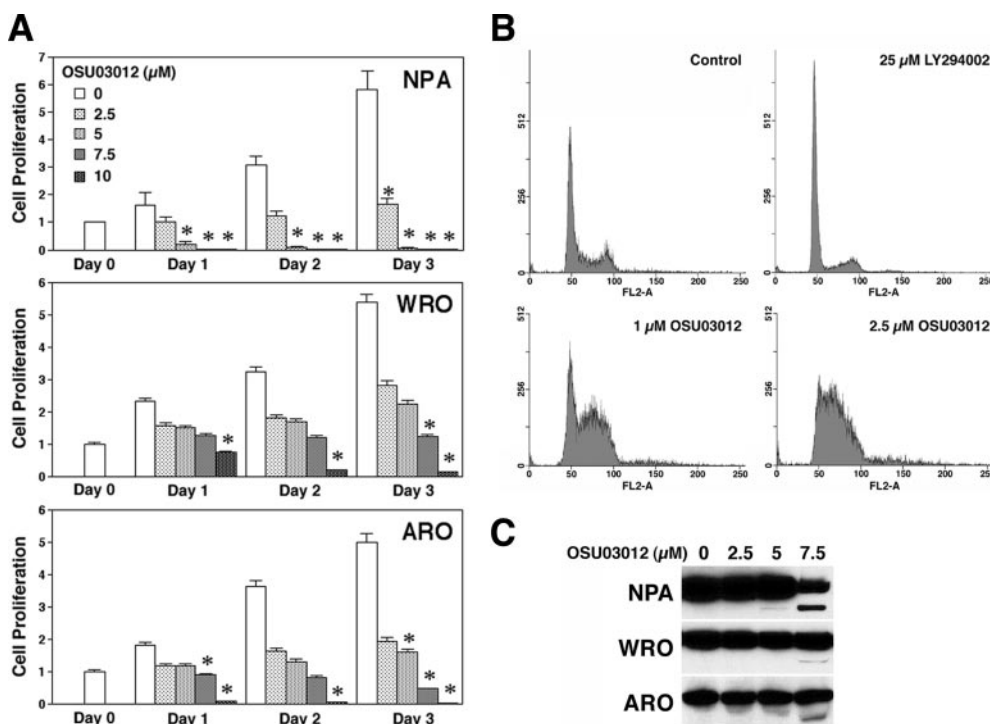 A
OSU03012 (µM)
0
2.5
5
7.5
10
NPA
Cell Proliferation
7
6
5
4
3
2
1
0
* * *
* * *
* * * *
Day 0 Day 1 Day 2 Day 3
WRO
Cell Proliferation
6
5
4
3
2
1
0
*
*
* *
Day 0 Day 1 Day 2 Day 3
ARO
Cell Proliferation
6
5
4
3
2
1
0
* *
*
* * *
Day 0 Day 1 Day 2 Day 3
B
Control
512
256
0
0 50 100 150 200 250
FL2-A
25 µM LY294002
512
256
0
0 50 100 150 200 250
FL2-A
1 µM OSU03012
512
256
0
0 50 100 150 200 250
FL2-A
2.5 µM OSU03012
512
256
0
0 50 100 150 200 250
FL2-A
C
OSU03012 (µM) 0 2.5 5 7.5
NPA
WRO
ARO